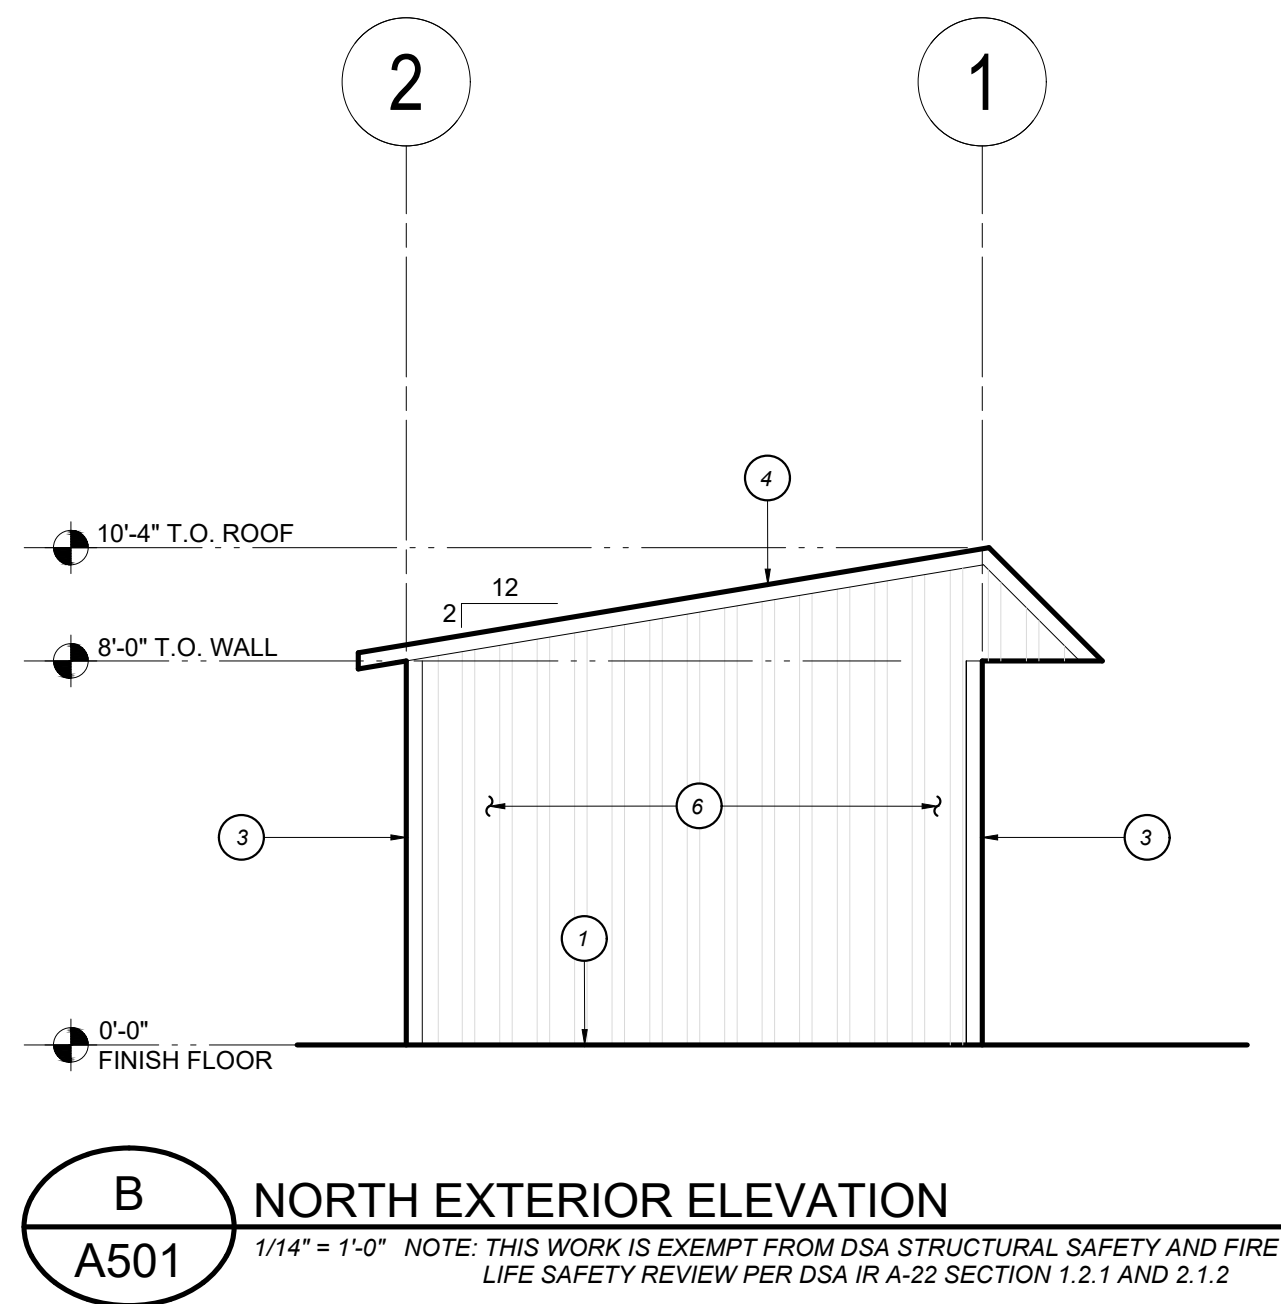 2 1
4
10'-4" T.O. ROOF
12
2
8'-0" T.O. WALL
6
3 3
1
0'-0"
FINISH FLOOR
B
A501
NORTH EXTERIOR ELEVATION
1/14" = 1'-0" NOTE: THIS WORK IS EXEMPT FROM DSA STRUCTURAL SAFETY AND FIRE
LIFE SAFETY REVIEW PER DSA IR A-22 SECTION 1.2.1 AND 2.1.2